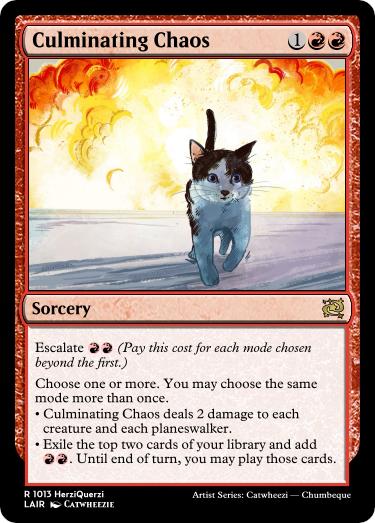 Culminating Chaos 1
Sorcery
Escalate (Pay this cost for each mode chosen
beyond the first.)
Choose one or more. You may choose the same
mode more than once.
• Culminating Chaos deals 2 damage to each
creature and each planeswalker.
• Exile the top two cards of your library and add
. Until end of turn, you may play those cards.
R 1013 HerziQuerzi
Artist Series: Catwheezi — Chumbeque
LAIR CATWHEEZIE